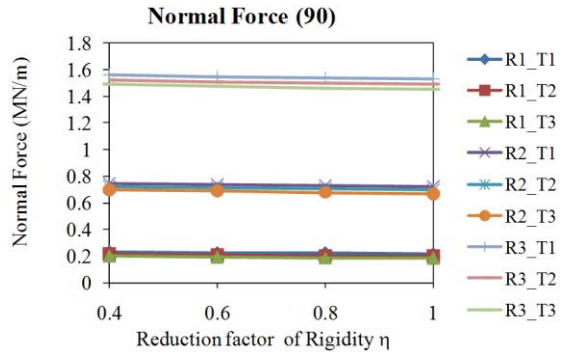 Normal Force (90)
Normal Force (MN/m)
1.8
1.6
1.4
1.2
1
0.8
0.6
0.4
0.2
0
0.4 0.6 0.8 1
Reduction factor of Rigidity η
R1_T1
R1_T2
R1_T3
R2_T1
R2_T2
R2_T3
R3_T1
R3_T2
R3_T3